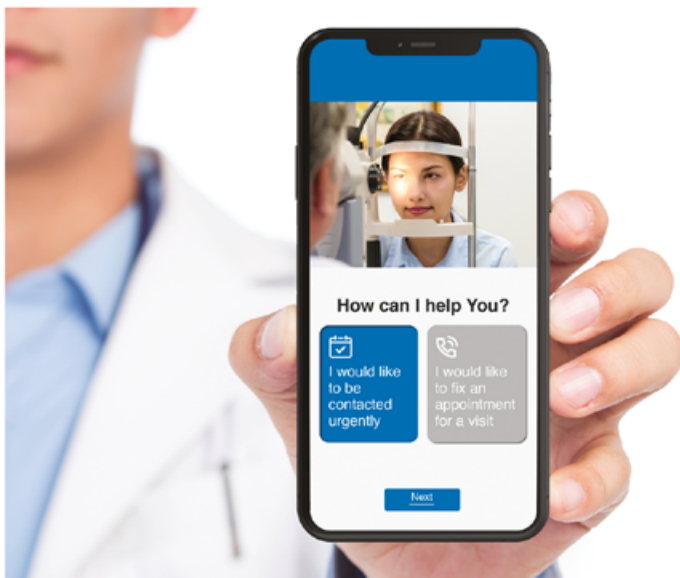 How can I help You?
I would like
to be
contacted
urgently
I would like
to fix an
appointment
for a visit
Next